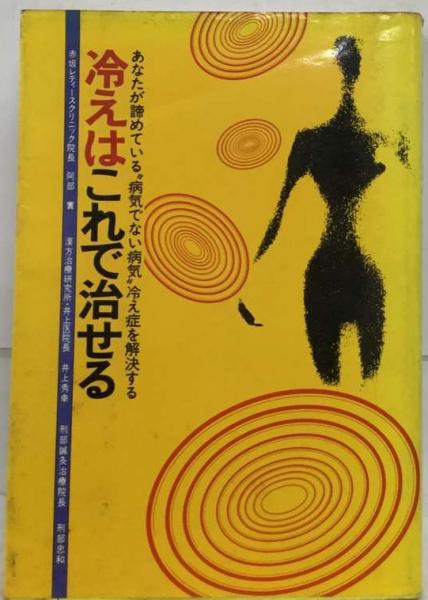 あなたが諦めている“病気でない病気”冷え症を解決する
冷えはこれで治せる
赤坂レディースクリニック院長 阿部 實 漢方治療研究所・井上医院長 井上秀幸 刑部鍼灸治療院長 刑部忠和